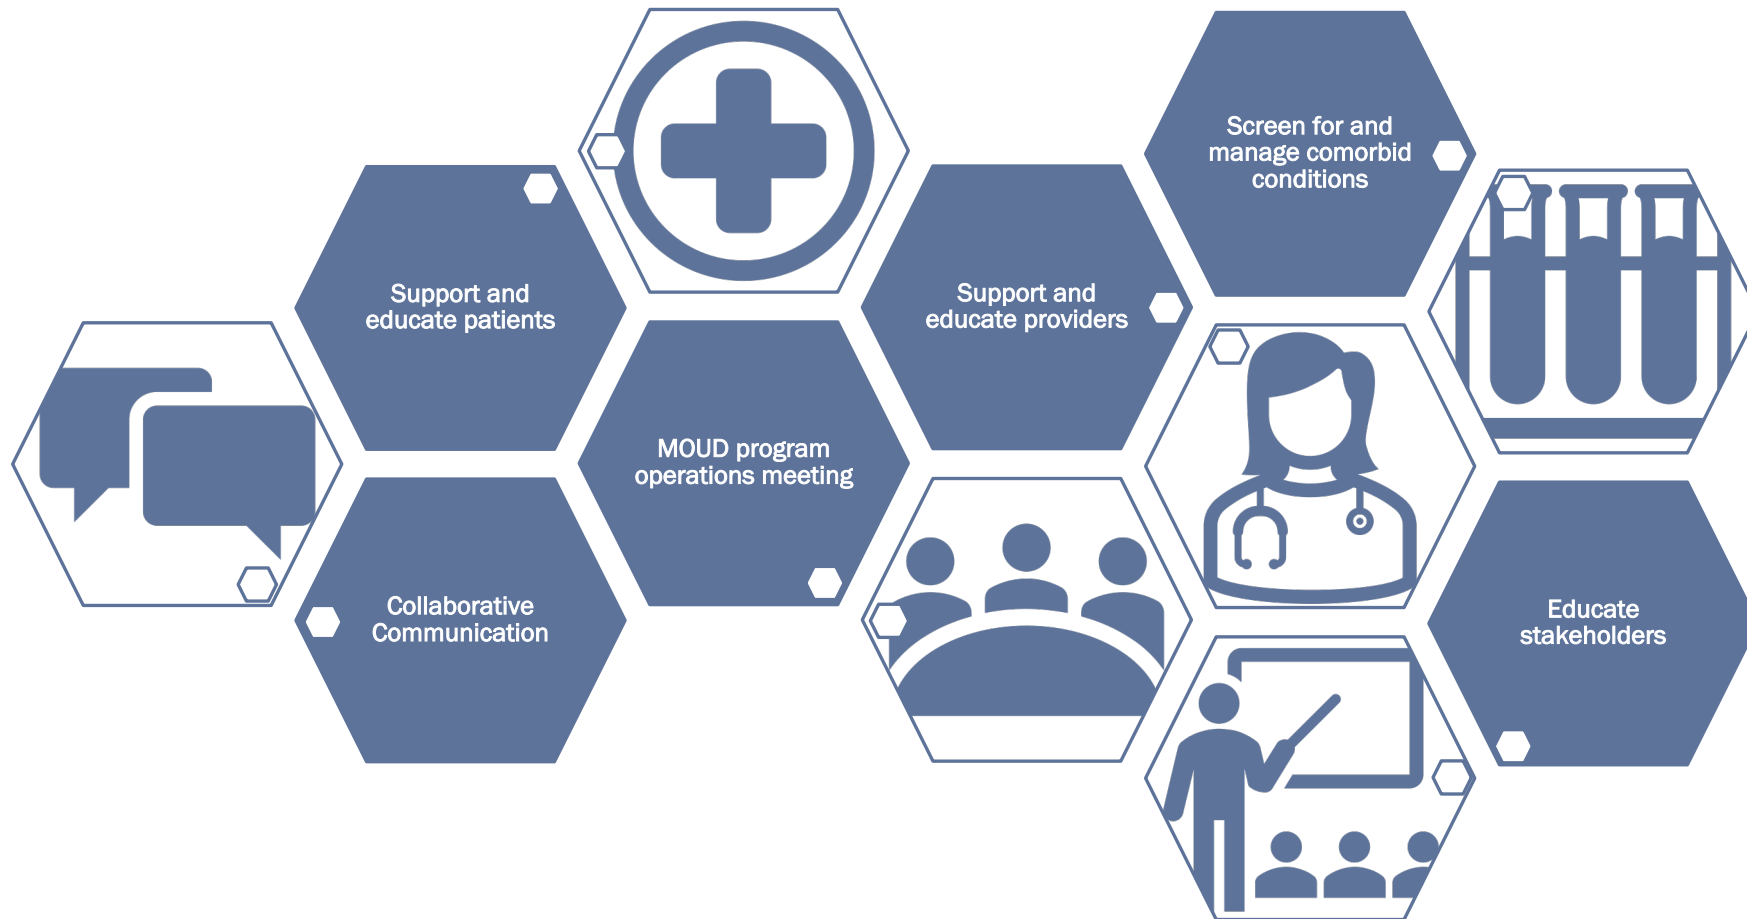 Support and
educate patients
Collaborative
Communication
MOUD program
operations meeting
Support and
educate providers
Screen for and
manage comorbid
conditions
Educate
stakeholders